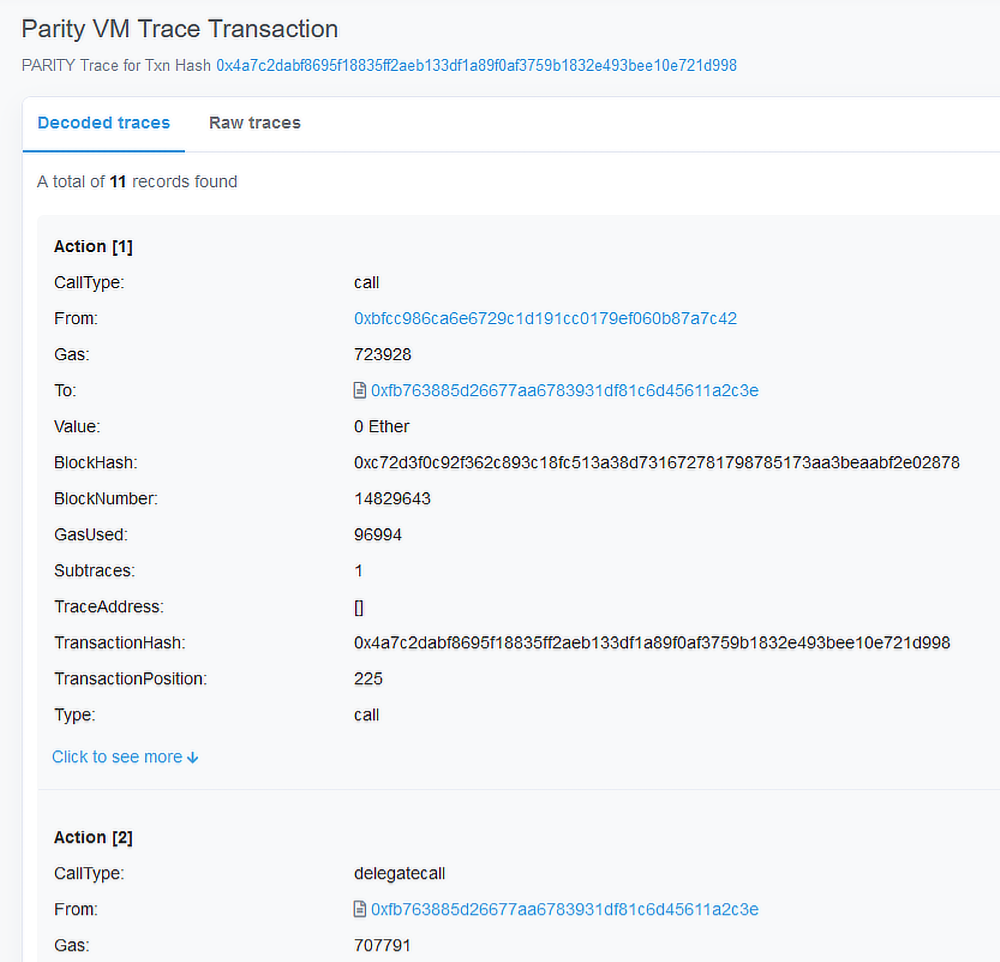 Parity VM Trace Transaction
PARITY Trace for Txn Hash 0x4a7c2dabf8695f18835ff2aeb133df1a89f0af3759b1832e493bee10e721d998
Decoded traces Raw traces
A total of 11 records found
Action [1]
CallType: call
From: 0xbfcc986ca6e6729c1d191cc0179ef060b87a7c42
Gas: 723928
To: 0xfb763885d26677aa6783931df81c6d45611a2c3e
Value: 0 Ether
BlockHash: 0xc72d3f0c92f362c893c18fc513a38d731672781798785173aa3beaabf2e02878
BlockNumber: 14829643
GasUsed: 96994
Subtraces: 1
TraceAddress: []
TransactionHash: 0x4a7c2dabf8695f18835ff2aeb133df1a89f0af3759b1832e493bee10e721d998
TransactionPosition: 225
Type: call
Click to see more
Action [2]
CallType: delegatecall
From: 0xfb763885d26677aa6783931df81c6d45611a2c3e
Gas: 707791